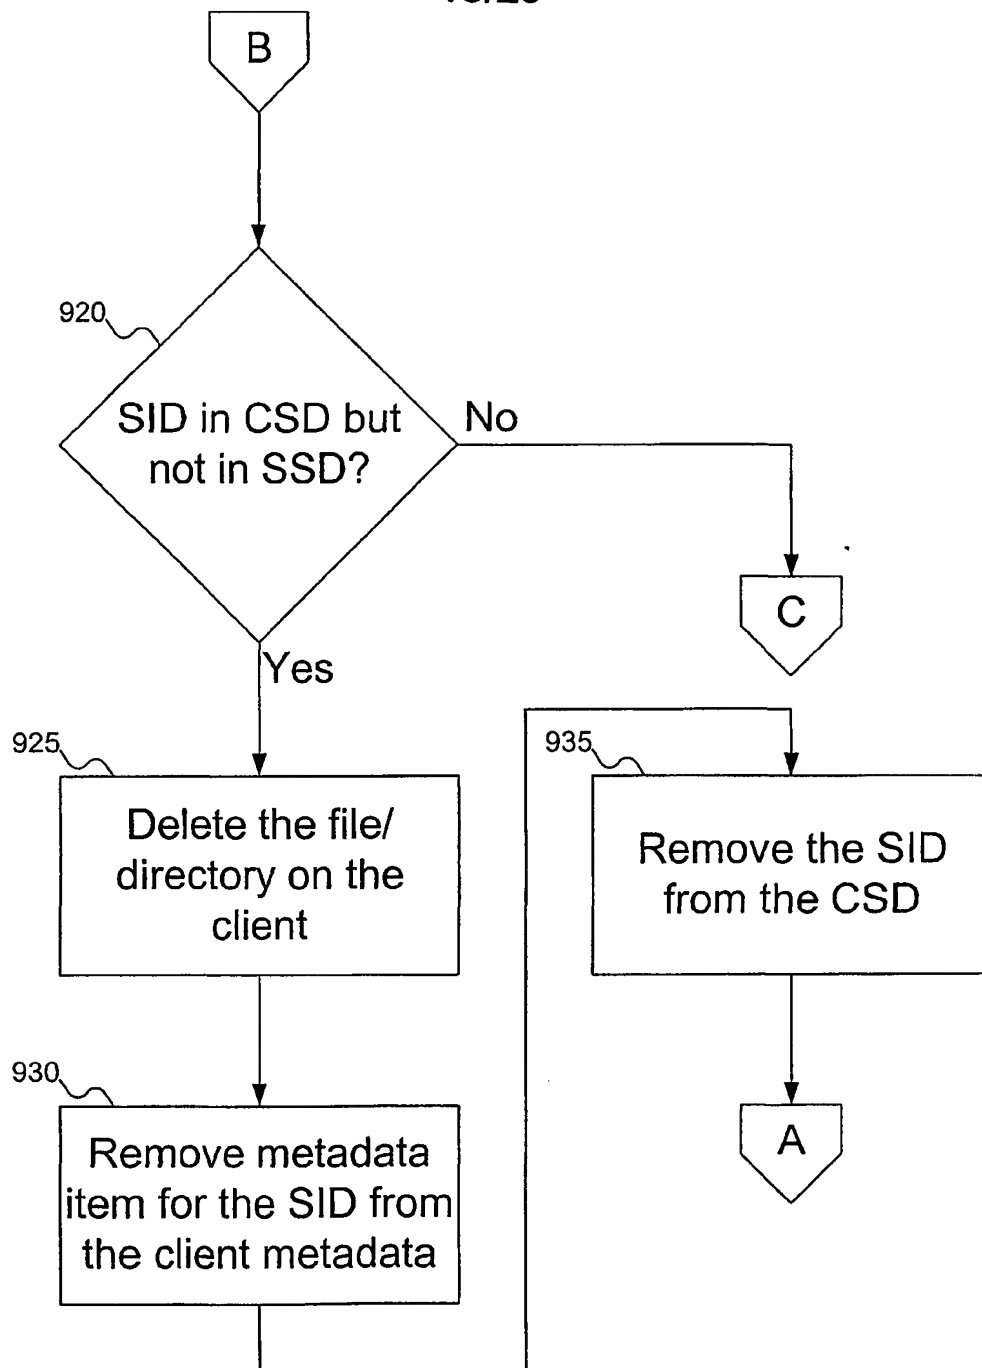 B
920
SID in CSD but
not in SSD?
No
C
Yes
925
Delete the file/
directory on the
client
935
Remove the SID
from the CSD
930
Remove metadata
item for the SID from
the client metadata
A